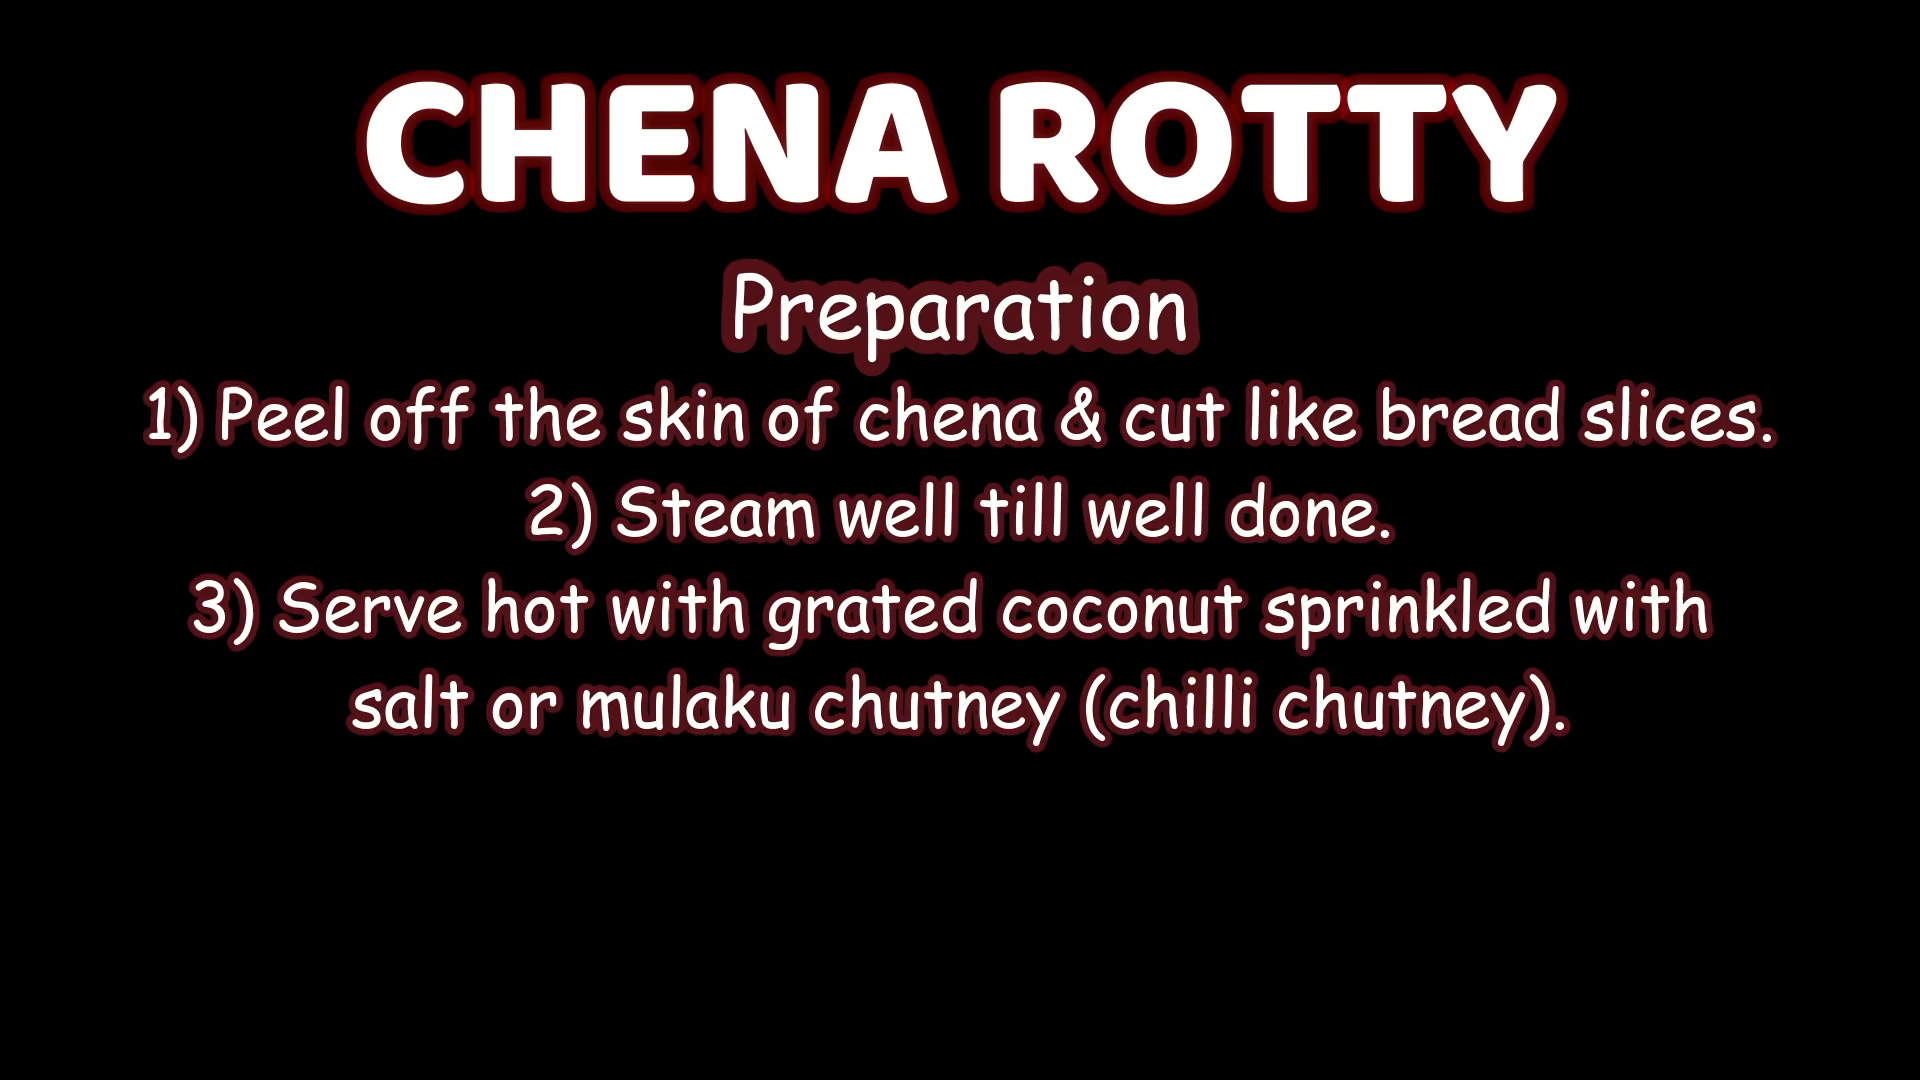 CHENA ROTTY
Preparation
1) Peel off the skin of chena & cut like bread slices.
2) Steam well till well done.
3) Serve hot with grated coconut sprinkled with
salt or mulaku chutney (chilli chutney).